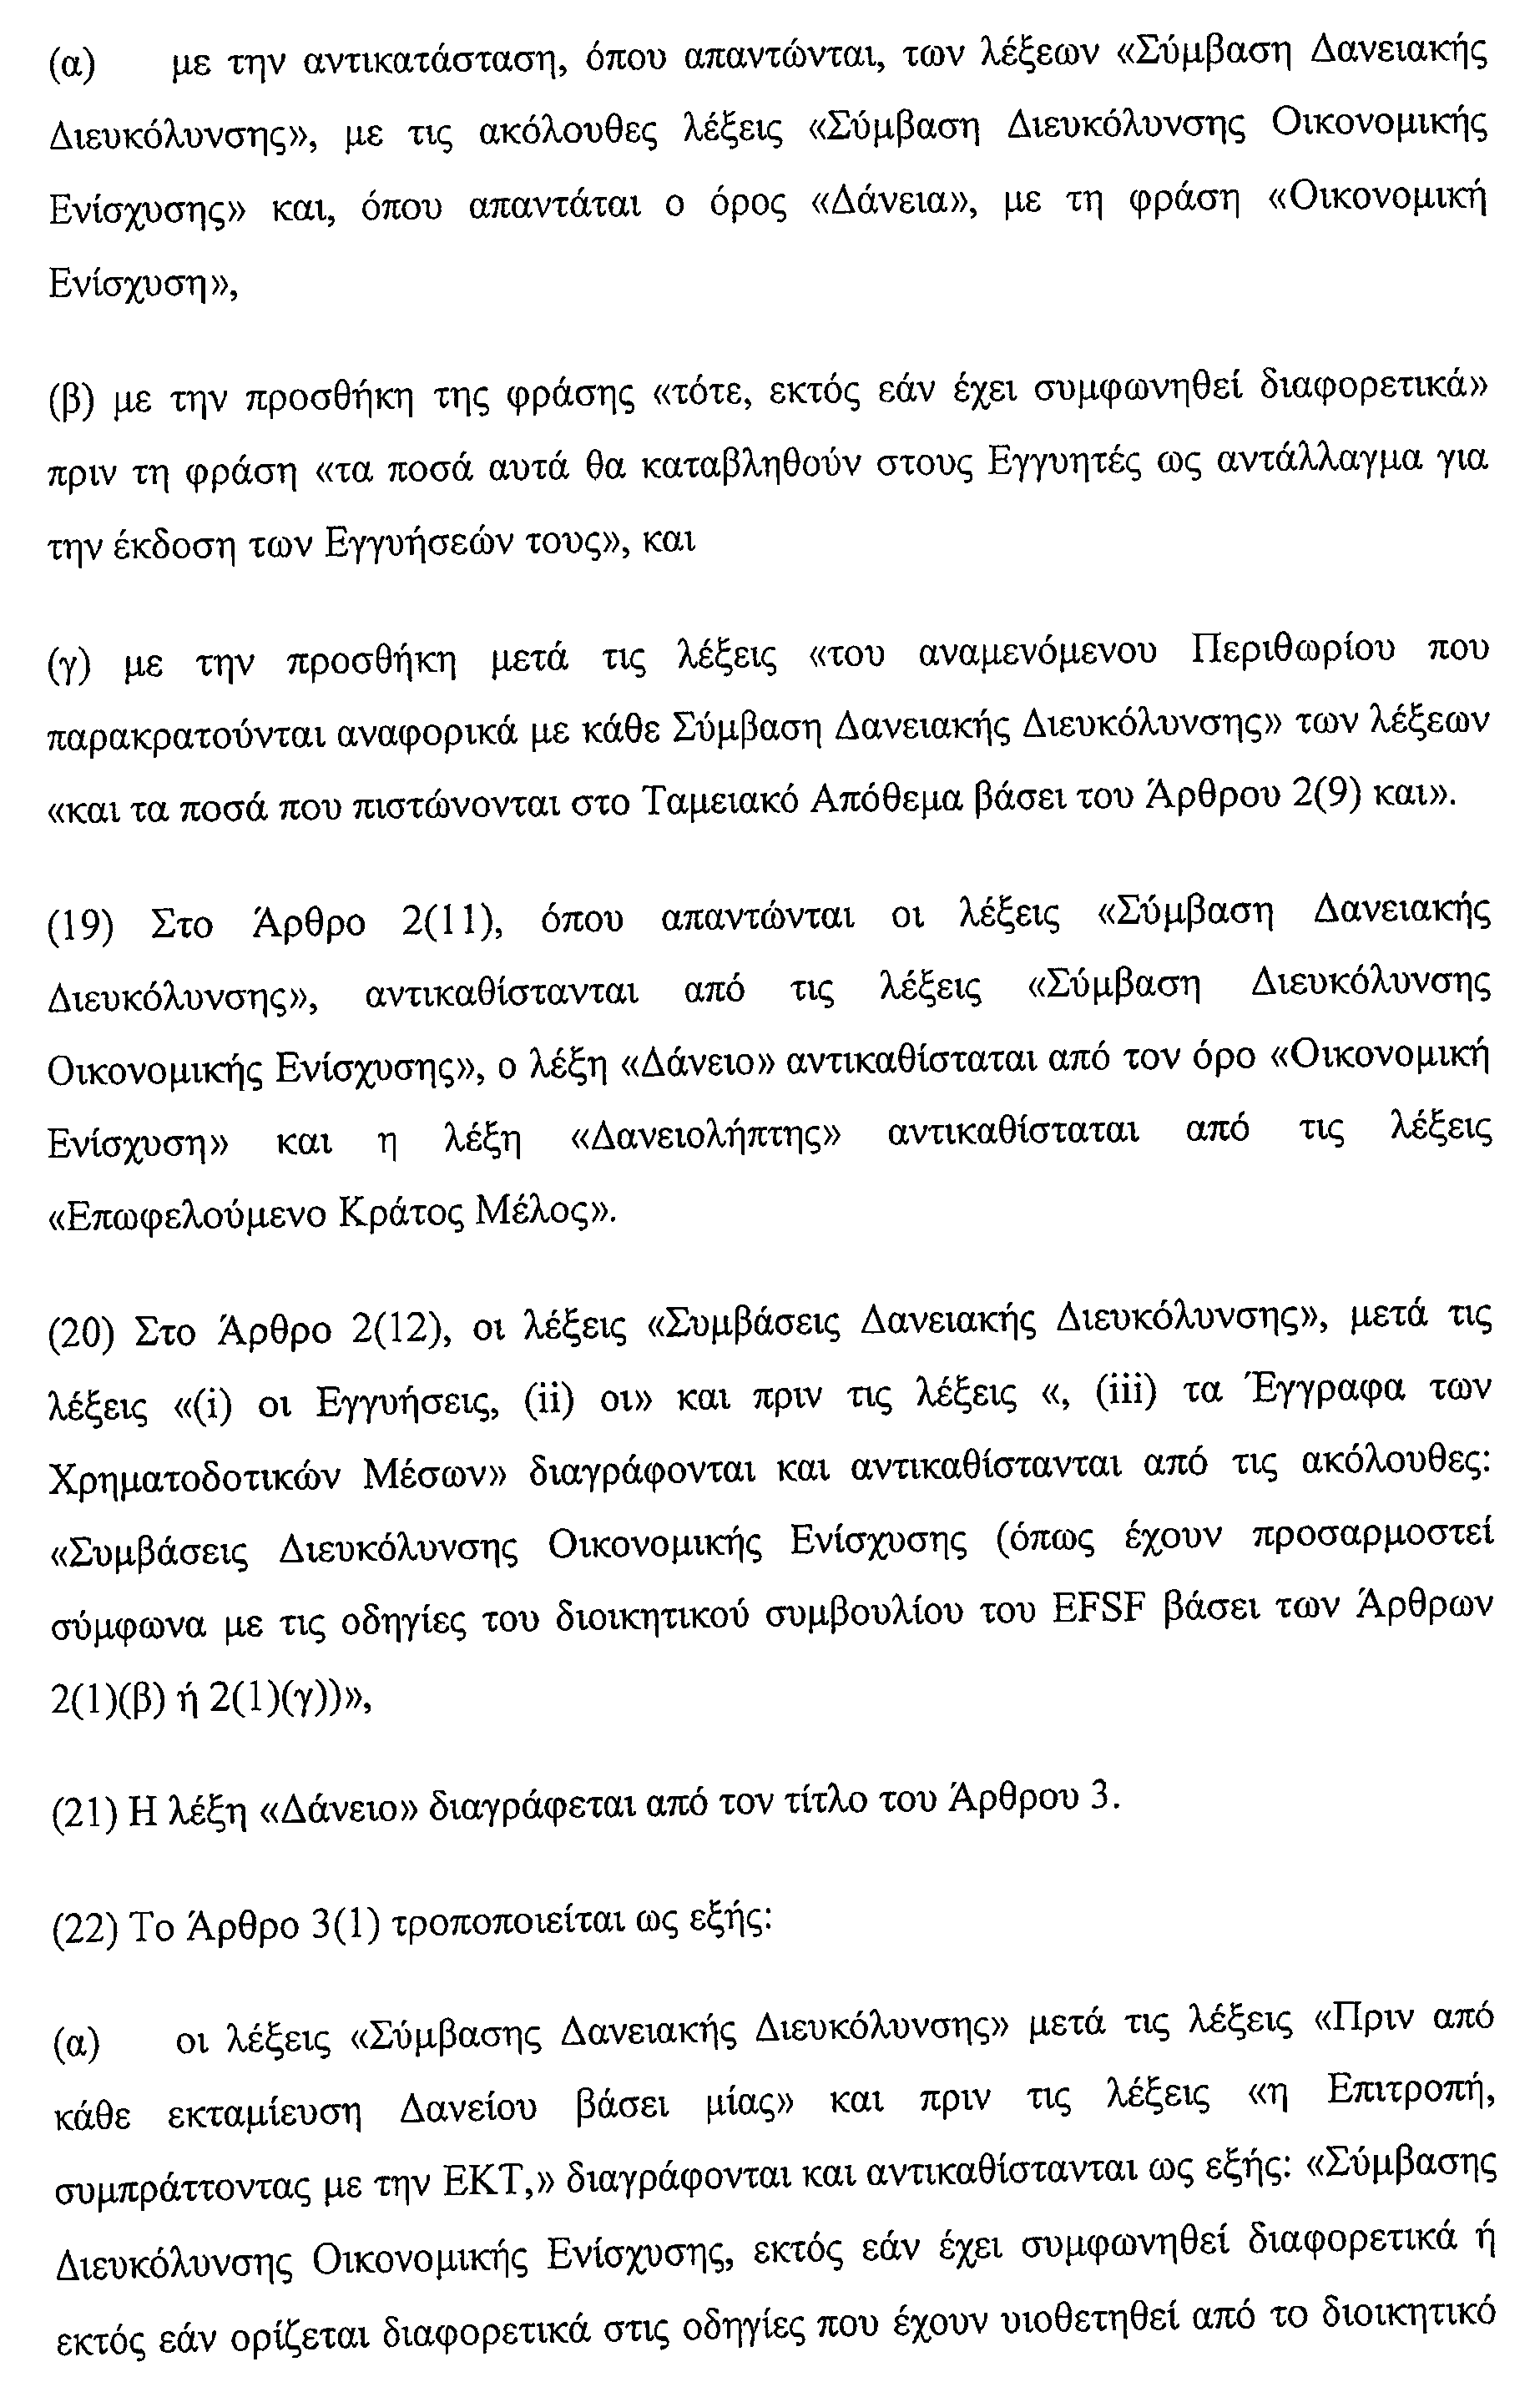 (α) με την αντικατάσταση, όπου απαντώνται, των λέξεων «Σύμβαση Δανειακής
Διευκόλυνσης», με τις ακόλουθες λέξεις «Σύμβαση Διευκόλυνσης Οικονομικής
Ενίσχυσης» και, όπου απαντάται ο όρος «Δάνεια», με τη φράση «Οικονομική
Ενίσχυση»,
(β) με την προσθήκη της φράσης «τότε, εκτός εάν έχει συμφωνηθεί διαφορετικά»
πριν τη φράση «τα ποσά αυτά θα καταβληθούν στους Εγγυητές ως αντάλλαγμα για
την έκδοση των Εγγυήσεών τους», και
(γ) με την προσθήκη μετά τις λέξεις «του αναμενόμενου Περιθωρίου που
παρακρατούνται αναφορικά με κάθε Σύμβαση Δανειακής Διευκόλυνσης» των λέξεων
«και τα ποσά που πιστώνονται στο Ταμειακό Απόθεμα βάσει του Άρθρου 2(9) και».
(19) Στο Άρθρο 2(11), όπου απαντώνται οι λέξεις «Σύμβαση Δανειακής
Διευκόλυνσης», αντικαθίστανται από τις λέξεις «Σύμβαση Διευκόλυνσης
Οικονομικής Ενίσχυσης», ο λέξη «Δάνειο» αντικαθίσταται από τον όρο «Οικονομική
Ενίσχυση» και η λέξη «Δανειολήπτης» αντικαθίσταται από τις λέξεις
«Επωφελούμενο Κράτος Μέλος».
(20) Στο Άρθρο 2(12), οι λέξεις «Συμβάσεις Δανειακής Διευκόλυνσης», μετά τις
λέξεις «(i) οι Εγγυήσεις, (ii) οι» και πριν τις λέξεις «, (iii) τα Έγγραφα των
Χρηματοδοτικών Μέσων» διαγράφονται και αντικαθίστανται από τις ακόλουθες:
«Συμβάσεις Διευκόλυνσης Οικονομικής Ενίσχυσης (όπως έχουν προσαρμοστεί
σύμφωνα με τις οδηγίες του διοικητικού συμβουλίου του EFSF βάσει των Άρθρων
2(1)(β) ή 2(1)(γ))»,
(21) Η λέξη «Δάνειο» διαγράφεται από τον τίτλο του Άρθρου 3.
(22) Το Άρθρο 3(1) τροποποιείται ως εξής:
(α) οι λέξεις «Σύμβασης Δανειακής Διευκόλυνσης» μετά τις λέξεις «Πριν από
κάθε εκταμίευση Δανείου βάσει μίας» και πριν τις λέξεις «η Επιτροπή,
συμπράττοντας με την ΕΚΤ,» διαγράφονται και αντικαθίστανται ως εξής: «Σύμβασης
Διευκόλυνσης Οικονομικής Ενίσχυσης, εκτός εάν έχει συμφωνηθεί διαφορετικά ή
εκτός εάν ορίζεται διαφορετικά στις οδηγίες που έχουν υιοθετηθεί από το διοικητικό